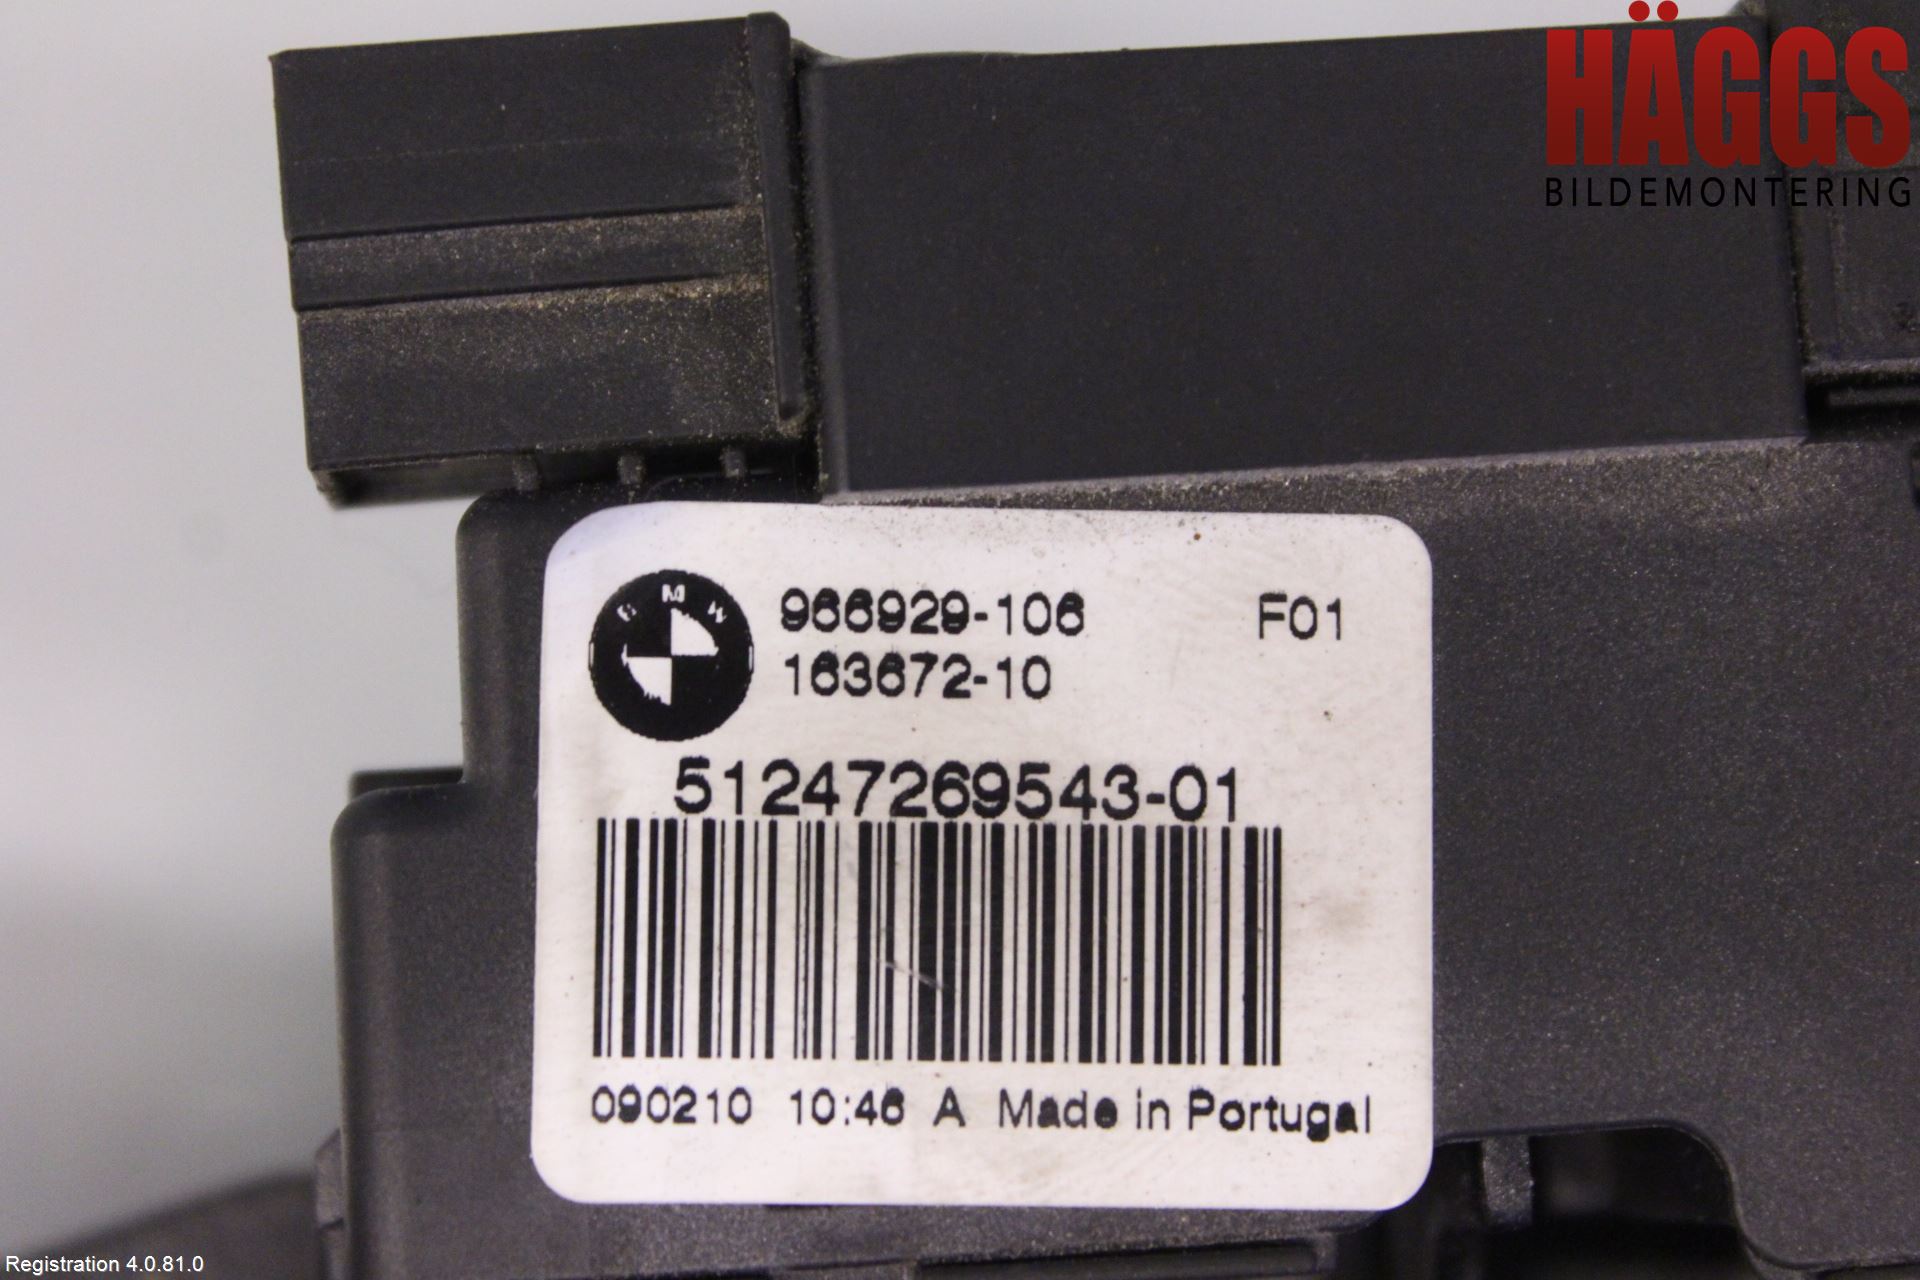 HÄGGS
BILDEMONTERING
BMW
966929-106 F01
163672-10
51247269543-01
090210 10:46 A Made in Portugal
Registration 4.0.81.0